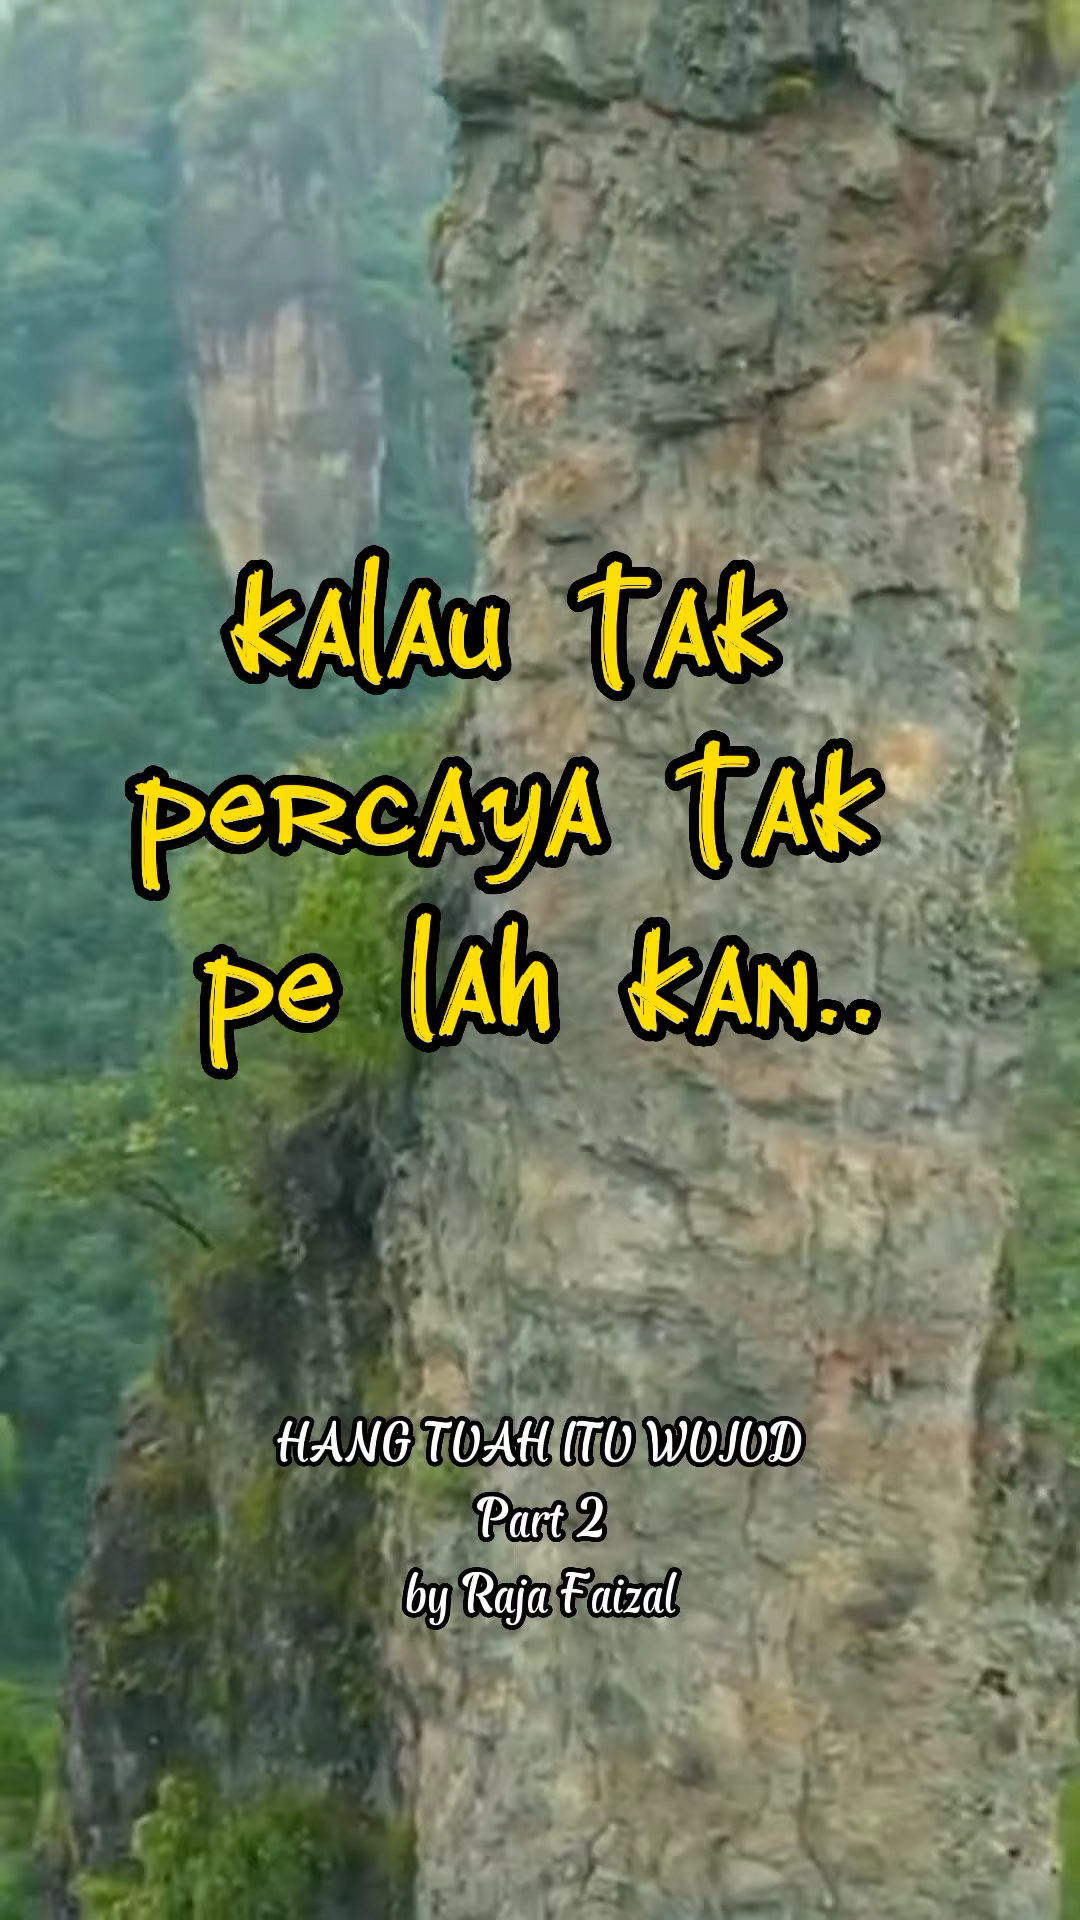 kalau Tak
percaya Tak
pe lah kan..
HANG TUAH ITU WUJUD
Part 2
by Raja Faizal